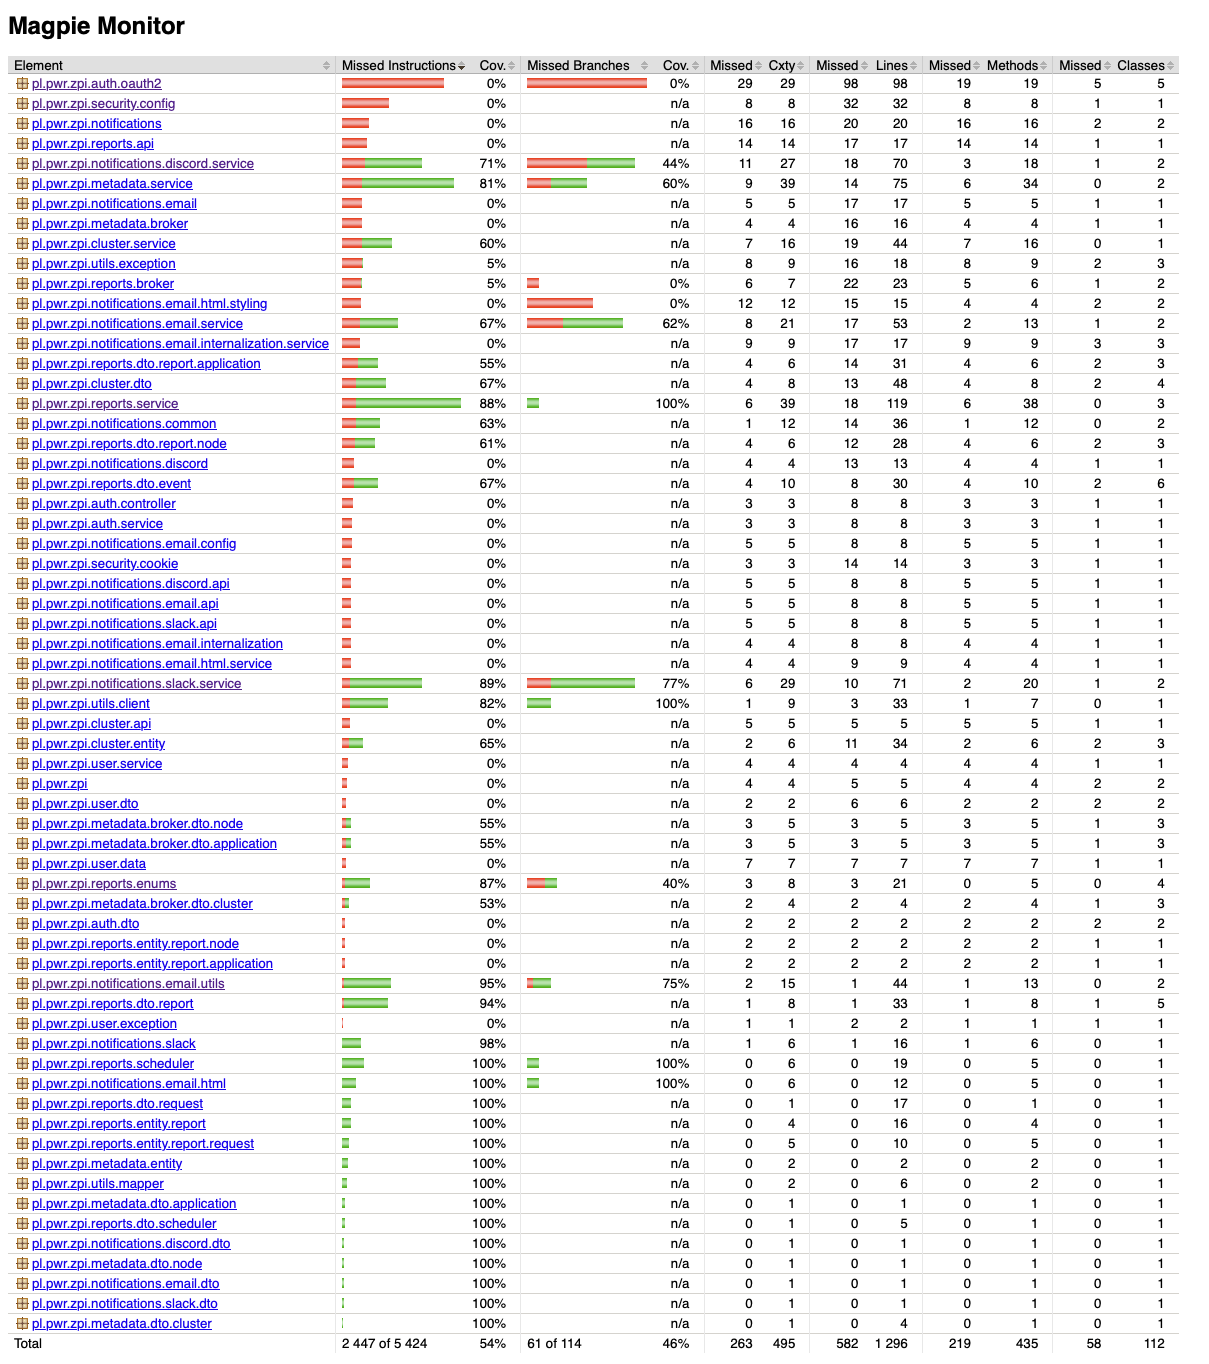 Magpie Monitor
Element Missed Instructions Cov. Missed Branches Cov. Missed Cxty Missed Lines Missed Methods Missed Classes
pl.pwr.zpi.auth.oauth2 0% 0% 29 29 98 98 19 19 5 5
pl.pwr.zpi.security.config 0% n/a 8 8 32 32 8 8 1 1
pl.pwr.zpi.notifications 0% n/a 16 16 20 20 16 16 2 2
pl.pwr.zpi.reports.api 0% n/a 14 14 17 17 14 14 1 1
pl.pwr.zpi.notifications.discord.service 71% 44% 11 27 18 70 3 18 1 2
pl.pwr.zpi.metadata.service 81% 60% 9 39 14 75 6 34 0 2
pl.pwr.zpi.notifications.email 0% n/a 5 5 17 17 5 5 1 1
pl.pwr.zpi.metadata.broker 0% n/a 4 4 16 16 4 4 1 1
pl.pwr.zpi.cluster.service 60% n/a 7 16 19 44 7 16 0 1
pl.pwr.zpi.utils.exception 5% n/a 8 9 16 18 8 9 2 3
pl.pwr.zpi.reports.broker 5% 0% 6 7 22 23 5 6 1 2
pl.pwr.zpi.notifications.email.html.styling 0% 0% 12 12 15 15 4 4 2 2
pl.pwr.zpi.notifications.email.service 67% 62% 8 21 17 53 2 13 1 2
pl.pwr.zpi.notifications.email.internalization.service 0% n/a 9 9 17 17 9 9 3 3
pl.pwr.zpi.reports.dto.report.application 55% n/a 4 6 14 31 4 6 2 3
pl.pwr.zpi.cluster.dto 67% n/a 4 8 13 48 4 8 2 4
pl.pwr.zpi.reports.service 88% 100% 6 39 18 119 6 38 0 3
pl.pwr.zpi.notifications.common 63% n/a 1 12 14 36 1 12 0 2
pl.pwr.zpi.reports.dto.report.node 61% n/a 4 6 12 28 4 6 2 3
pl.pwr.zpi.notifications.discord 0% n/a 4 4 13 13 4 4 1 1
pl.pwr.zpi.reports.dto.event 67% n/a 4 10 8 30 4 10 2 6
pl.pwr.zpi.auth.controller 0% n/a 3 3 8 8 3 3 1 1
pl.pwr.zpi.auth.service 0% n/a 3 3 8 8 3 3 1 1
pl.pwr.zpi.notifications.email.config 0% n/a 5 5 8 8 5 5 1 1
pl.pwr.zpi.security.cookie 0% n/a 3 3 14 14 3 3 1 1
pl.pwr.zpi.notifications.discord.api 0% n/a 5 5 8 8 5 5 1 1
pl.pwr.zpi.notifications.email.api 0% n/a 5 5 8 8 5 5 1 1
pl.pwr.zpi.notifications.slack.api 0% n/a 5 5 8 8 5 5 1 1
pl.pwr.zpi.notifications.email.internalization 0% n/a 4 4 8 8 4 4 1 1
pl.pwr.zpi.notifications.email.html.service 0% n/a 4 4 9 9 4 4 1 1
pl.pwr.zpi.notifications.slack.service 89% 77% 6 29 10 71 2 20 1 2
pl.pwr.zpi.utils.client 82% 100% 1 9 3 33 1 7 0 1
pl.pwr.zpi.cluster.api 0% n/a 5 5 5 5 5 5 1 1
pl.pwr.zpi.cluster.entity 65% n/a 2 6 11 34 2 6 2 3
pl.pwr.zpi.user.service 0% n/a 4 4 4 4 4 4 1 1
pl.pwr.zpi 0% n/a 4 4 5 5 4 4 2 2
pl.pwr.zpi.user.dto 0% n/a 2 2 6 6 2 2 2 2
pl.pwr.zpi.metadata.broker.dto.node 55% n/a 3 5 3 5 3 5 1 3
pl.pwr.zpi.metadata.broker.dto.application 55% n/a 3 5 3 5 3 5 1 3
pl.pwr.zpi.user.data 0% n/a 7 7 7 7 7 7 1 1
pl.pwr.zpi.reports.enums 87% 40% 3 8 3 21 0 5 0 4
pl.pwr.zpi.metadata.broker.dto.cluster 53% n/a 2 4 2 4 2 4 1 3
pl.pwr.zpi.auth.dto 0% n/a 2 2 2 2 2 2 2 2
pl.pwr.zpi.reports.entity.report.node 0% n/a 2 2 2 2 2 2 1 1
pl.pwr.zpi.reports.entity.report.application 0% n/a 2 2 2 2 2 2 1 1
pl.pwr.zpi.notifications.email.utils 95% 75% 2 15 1 44 1 13 0 2
pl.pwr.zpi.reports.dto.report 94% n/a 1 8 1 33 1 8 1 5
pl.pwr.zpi.user.exception 0% n/a 1 1 2 2 1 1 1 1
pl.pwr.zpi.notifications.slack 98% n/a 1 6 1 16 1 6 0 1
pl.pwr.zpi.reports.scheduler 100% 100% 0 6 0 19 0 5 0 1
pl.pwr.zpi.notifications.email.html 100% 100% 0 6 0 12 0 5 0 1
pl.pwr.zpi.reports.dto.request 100% n/a 0 1 0 17 0 1 0 1
pl.pwr.zpi.reports.entity.report 100% n/a 0 4 0 16 0 4 0 1
pl.pwr.zpi.reports.entity.report.request 100% n/a 0 5 0 10 0 5 0 1
pl.pwr.zpi.metadata.entity 100% n/a 0 2 0 2 0 2 0 1
pl.pwr.zpi.utils.mapper 100% n/a 0 2 0 6 0 2 0 1
pl.pwr.zpi.metadata.dto.application 100% n/a 0 1 0 1 0 1 0 1
pl.pwr.zpi.reports.dto.scheduler 100% n/a 0 1 0 5 0 1 0 1
pl.pwr.zpi.notifications.discord.dto 100% n/a 0 1 0 1 0 1 0 1
pl.pwr.zpi.metadata.dto.node 100% n/a 0 1 0 1 0 1 0 1
pl.pwr.zpi.notifications.email.dto 100% n/a 0 1 0 1 0 1 0 1
pl.pwr.zpi.notifications.slack.dto 100% n/a 0 1 0 1 0 1 0 1
pl.pwr.zpi.metadata.dto.cluster 100% n/a 0 1 0 4 0 1 0 1
Total 2 447 of 5 424 54% 61 of 114 46% 263 495 582 1 296 219 435 58 112